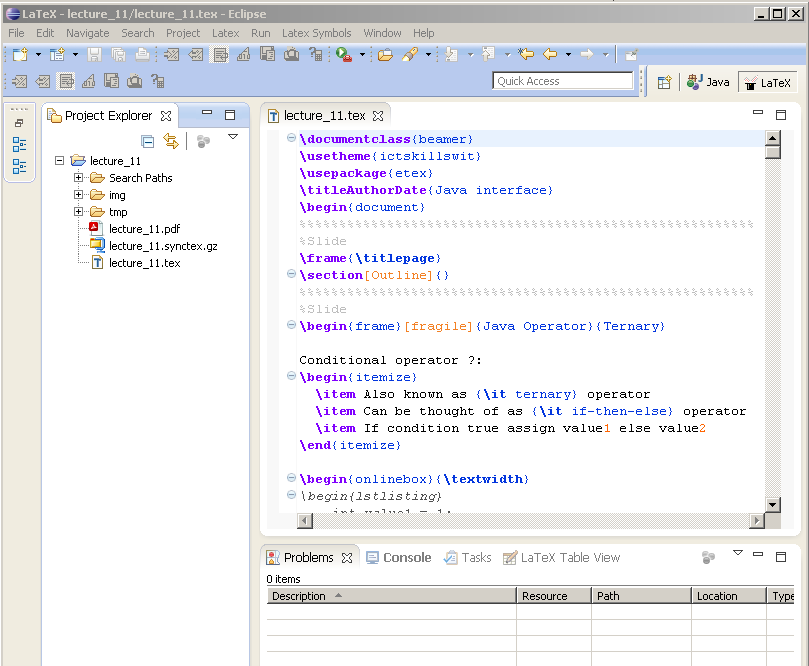 LaTeX - lecture_11/lecture_11.tex - Eclipse
File Edit Navigate Search Project Latex Run Latex Symbols Window Help
Quick Access
Java
LaTeX
Project Explorer
lecture_11
Search Paths
img
tmp
lecture_11.pdf
lecture_11.synctex.gz
lecture_11.tex
lecture_11.tex
\documentclass{beamer}
\usetheme{ictskillswit}
\usepackage{etex}
\titleAuthorDate{Java interface}
\begin{document}
%%%%%%%%%%%%%%%%%%%%%%%%%%%%%%%%%%%%%%%%%%%%%%%%%%%%%%%%%
%Slide
\frame{\titlepage}
\section[Outline]{}
%%%%%%%%%%%%%%%%%%%%%%%%%%%%%%%%%%%%%%%%%%%%%%%%%%%%%%%%%
%Slide
\begin{frame}[fragile]{Java Operator}{Ternary}
Conditional operator ?:
\begin{itemize}
\item Also known as {\it ternary} operator
\item Can be thought of as {\it if-then-else} operator
\item If condition true assign value1 else value2
\end{itemize}
\begin{onlinebox}{\textwidth}
\begin{lstlisting}
int value1 = 1;
Problems Console Tasks LaTeX Table View
0 items
Description Resource Path Location Type